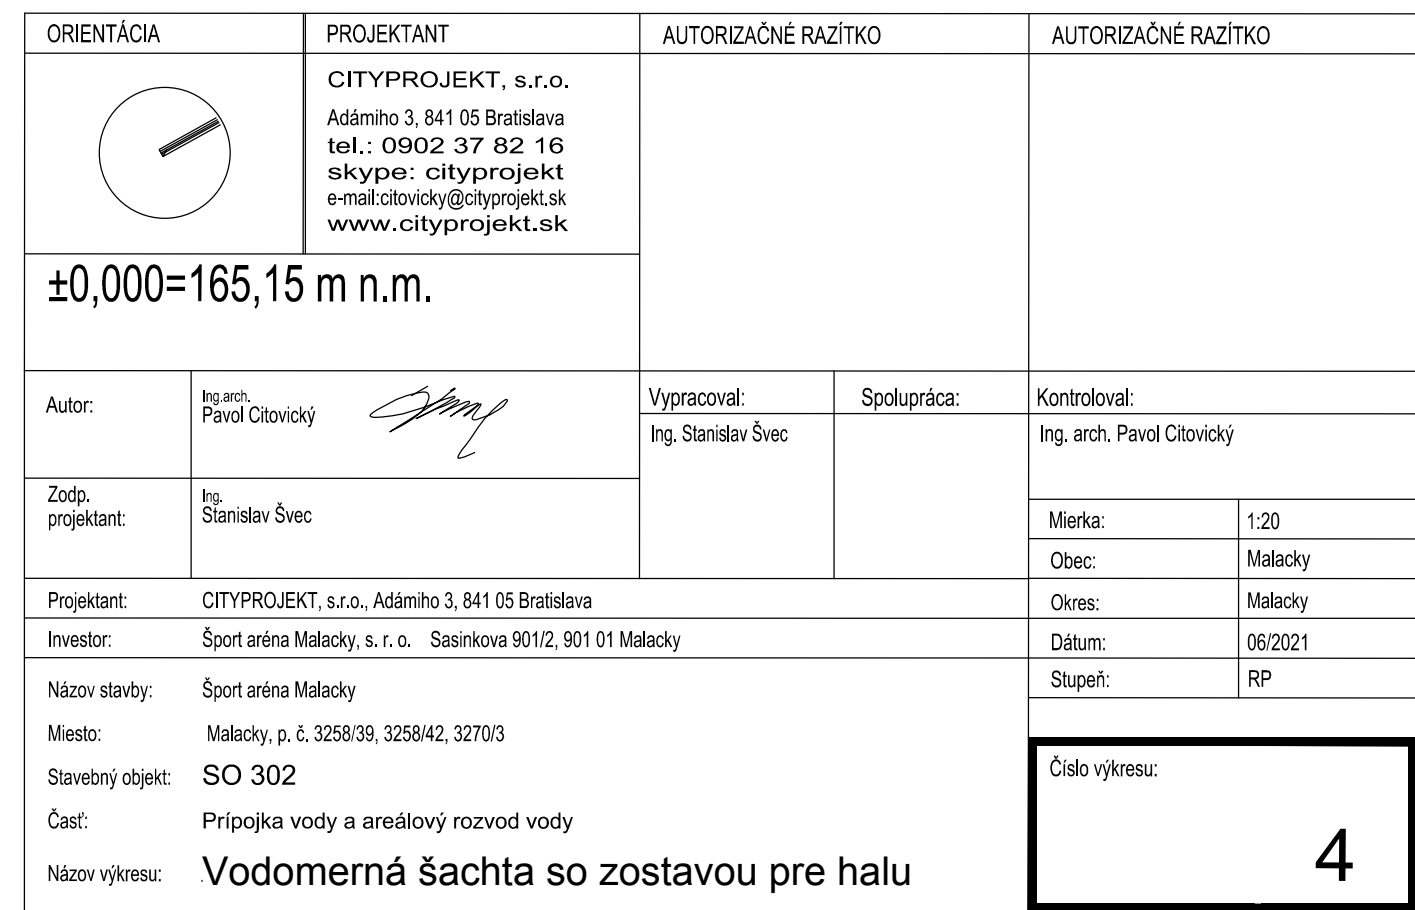 ORIENTÁCIA
PROJEKTANT
AUTORIZAČNÉ RAZÍTKO
AUTORIZAČNÉ RAZÍTKO
CITYPROJEKT, s.r.o.
Adámiho 3, 841 05 Bratislava
tel.: 0902 37 82 16
skype: cityprojekt
e-mail:citovicky@cityprojekt.sk
www.cityprojekt.sk
±0,000=165,15 m n.m.
Autor:
Ing.arch.
Pavol Citovický
Vypracoval:
Ing. Stanislav Švec
Spolupráca:
Kontroloval:
Ing. arch. Pavol Citovický
Zodp.
projektant:
Ing.
Stanislav Švec
Mierka: 1:20
Obec: Malacky
Projektant: CITYPROJEKT, s.r.o., Adámiho 3, 841 05 Bratislava
Okres: Malacky
Investor: Šport aréna Malacky, s. r. o. Sasinkova 901/2, 901 01 Malacky
Dátum: 06/2021
Stupeň: RP
Názov stavby: Šport aréna Malacky
Miesto: Malacky, p. č. 3258/39, 3258/42, 3270/3
Stavebný objekt: SO 302
Časť: Prípojka vody a areálový rozvod vody
Názov výkresu: Vodomerná šachta so zostavou pre halu
Číslo výkresu:
4